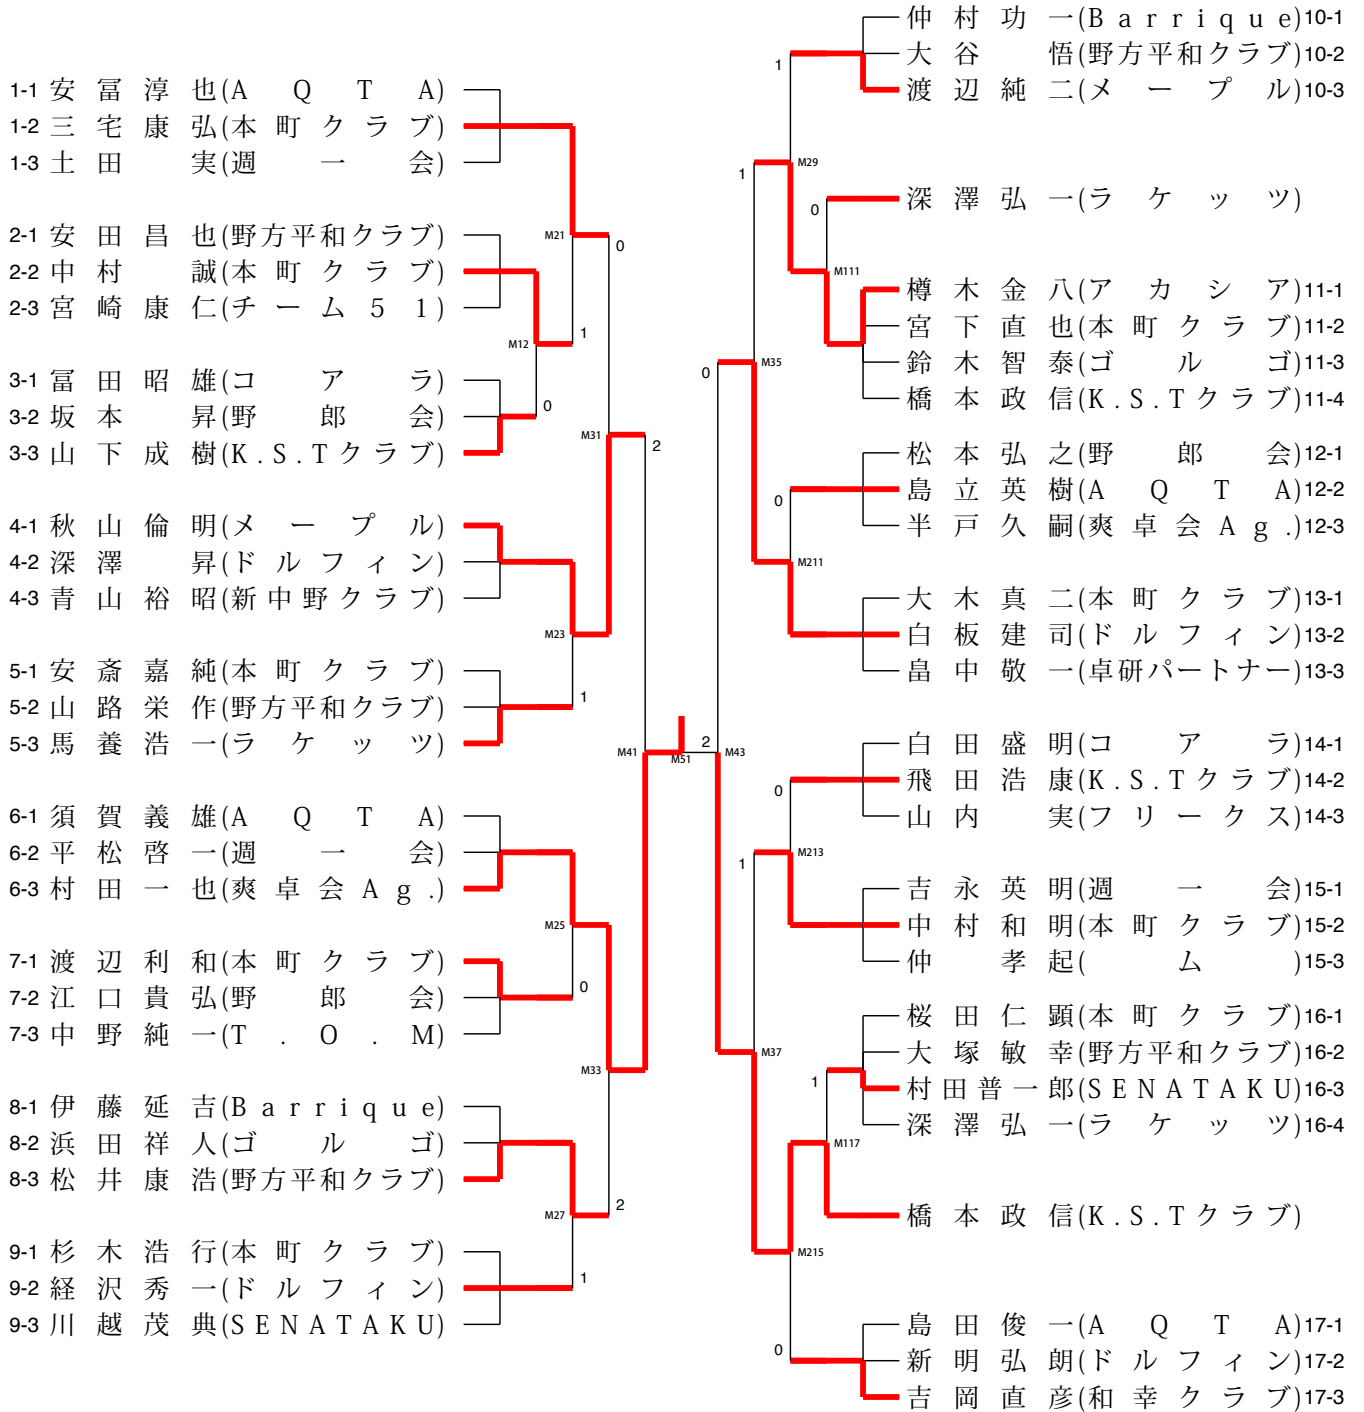 1-1 安冨淳也(AQTA)
1-2 三宅康弘(本町クラブ)
1-3 土田 実(週一会)
2-1 安田昌也(野方平和クラブ)
2-2 中村 誠(本町クラブ)
2-3 宮崎康仁(チーム51)
3-1 冨田昭雄(コアラ)
3-2 坂本 昇(野郎会)
3-3 山下成樹(K.S.Tクラブ)
4-1 秋山倫明(メープル)
4-2 深澤 昇(ドルフィン)
4-3 青山裕昭(新中野クラブ)
5-1 安斎嘉純(本町クラブ)
5-2 山路栄作(野方平和クラブ)
5-3 馬養浩一(ラケッツ)
6-1 須賀義雄(AQTA)
6-2 平松啓一(週一会)
6-3 村田一也(爽卓会Ag.)
7-1 渡辺利和(本町クラブ)
7-2 江口貴弘(野郎会)
7-3 中野純一(T.O.M)
8-1 伊藤延吉(Barrique)
8-2 浜田祥人(ゴルゴ)
8-3 松井康浩(野方平和クラブ)
9-1 杉木浩行(本町クラブ)
9-2 経沢秀一(ドルフィン)
9-3 川越茂典(SENATAKU)
M21
0
M12
1
0
M31
2
M23
1
M41
M51
2
M43
M25
0
M33
M27
2
1
1
M29
1
0
M111
M35
0
0
M211
0
M213
1
M37
1
M117
M215
0
仲村功一(Barrique)10-1
大谷 悟(野方平和クラブ)10-2
渡辺純二(メープル)10-3
深澤弘一(ラケッツ)
樽木金八(アカシア)11-1
宮下直也(本町クラブ)11-2
鈴木智泰(ゴルゴ)11-3
橋本政信(K.S.Tクラブ)11-4
松本弘之(野郎会)12-1
島立英樹(AQTA)12-2
半戸久嗣(爽卓会Ag.)12-3
大木真二(本町クラブ)13-1
白板建司(ドルフィン)13-2
畠中敬一(卓研パートナー)13-3
白田盛明(コアラ)14-1
飛田浩康(K.S.Tクラブ)14-2
山内 実(フリークス)14-3
吉永英明(週一会)15-1
中村和明(本町クラブ)15-2
仲 孝起( ム )15-3
桜田仁顕(本町クラブ)16-1
大塚敏幸(野方平和クラブ)16-2
村田普一郎(SENATAKU)16-3
深澤弘一(ラケッツ)16-4
橋本政信(K.S.Tクラブ)
島田俊一(AQTA)17-1
新明弘朗(ドルフィン)17-2
吉岡直彦(和幸クラブ)17-3